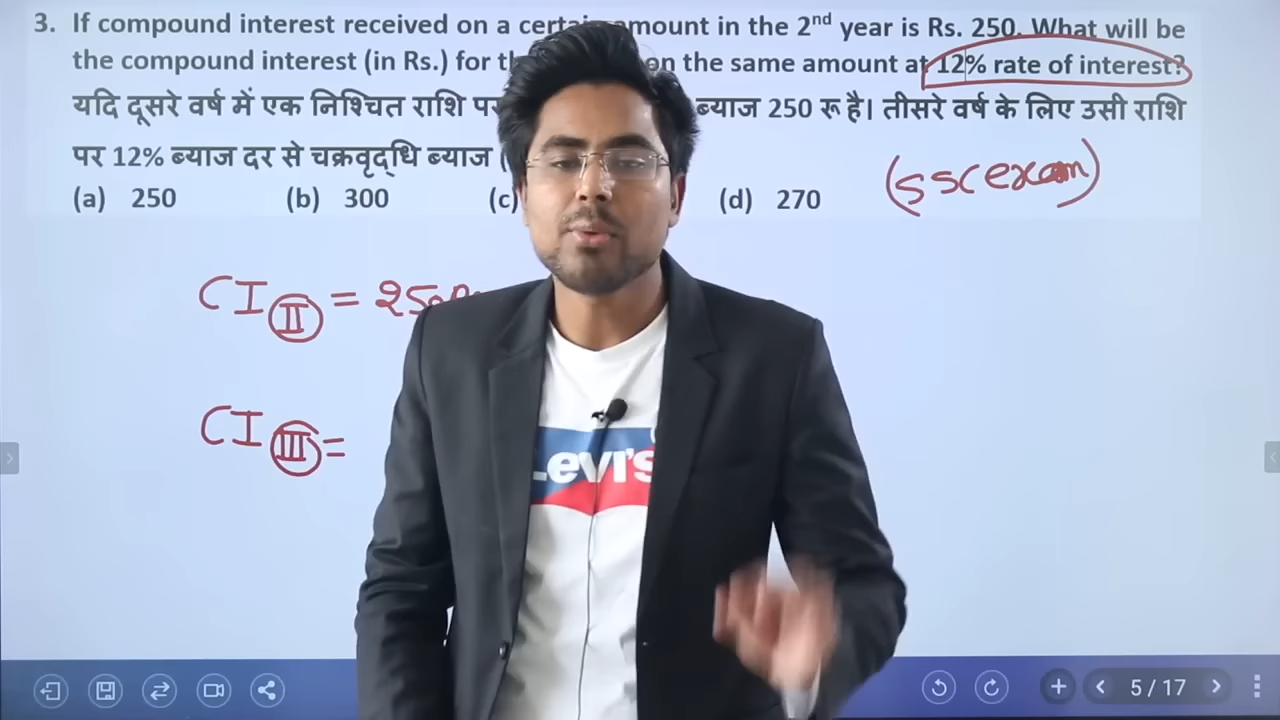 3. If compound interest received on a certain amount in the 2nd year is Rs. 250. What will be
the compound interest (in Rs.) for on the same amount at 12% rate of interest?
यदि दूसरे वर्ष में एक निश्चित राशि पर ब्याज 250 रू है। तीसरे वर्ष के लिए उसी राशि
पर 12% ब्याज दर से चक्रवृद्धि ब्याज (
(a) 250 (b) 300 (c) (d) 270
(SSC exam)
CI II = 250
CI III =
Levi's
5 / 17